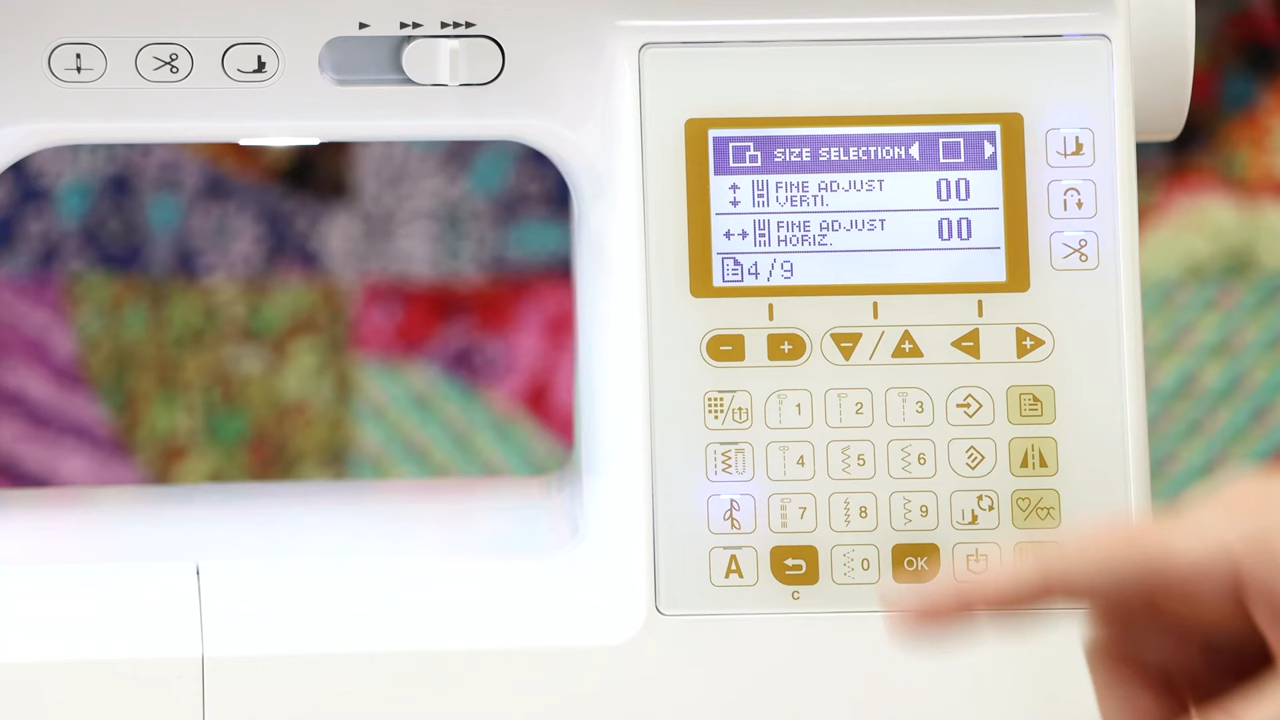 SIZE SELECTION
FINE ADJUST
VERTI.
00
FINE ADJUST
HORIZ.
00
4/9
- + - / + - +
1 2 3
4 5 6
7 8 9
A 0 OK
C